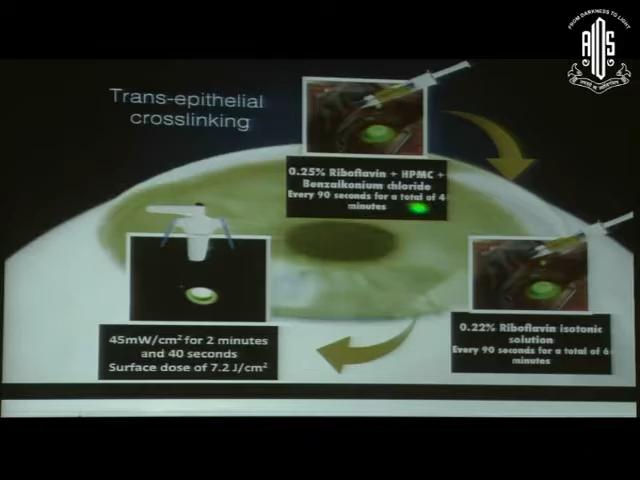 FROM DARKNESS TO LIGHT
AIOS
Trans-epithelial
crosslinking
0.25% Riboflavin + HPMC +
Benzalkonium chloride
Every 90 seconds for a total of 4
minutes
0.22% Riboflavin isotonic
solution
Every 90 seconds for a total of 6
minutes
45mW/cm² for 2 minutes
and 40 seconds
Surface dose of 7.2 J/cm²